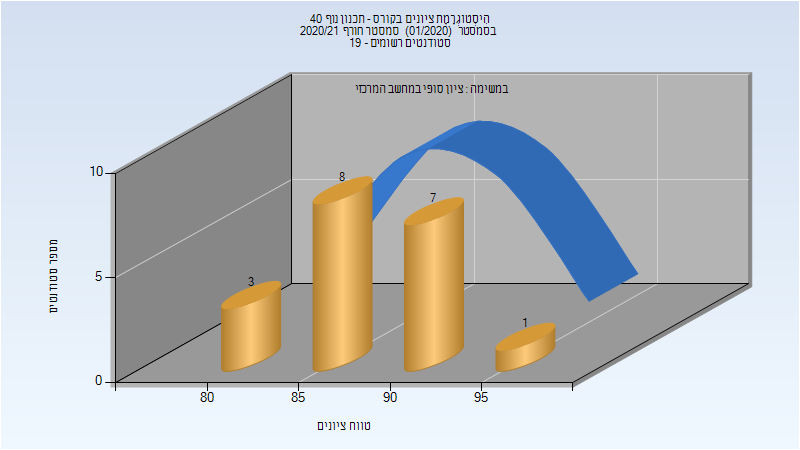 היסטוגרמת ציונים בקורס - תכנון נוף 40
בסמסטר (01/2020) סמסטר חורף 2020/21
סטודנטים רשומים - 19
במשימה : ציון סופי במחשב המרכזי
10
5
0
מספר סטודנטים
3
8
7
1
80
85
90
95
טווח ציונים